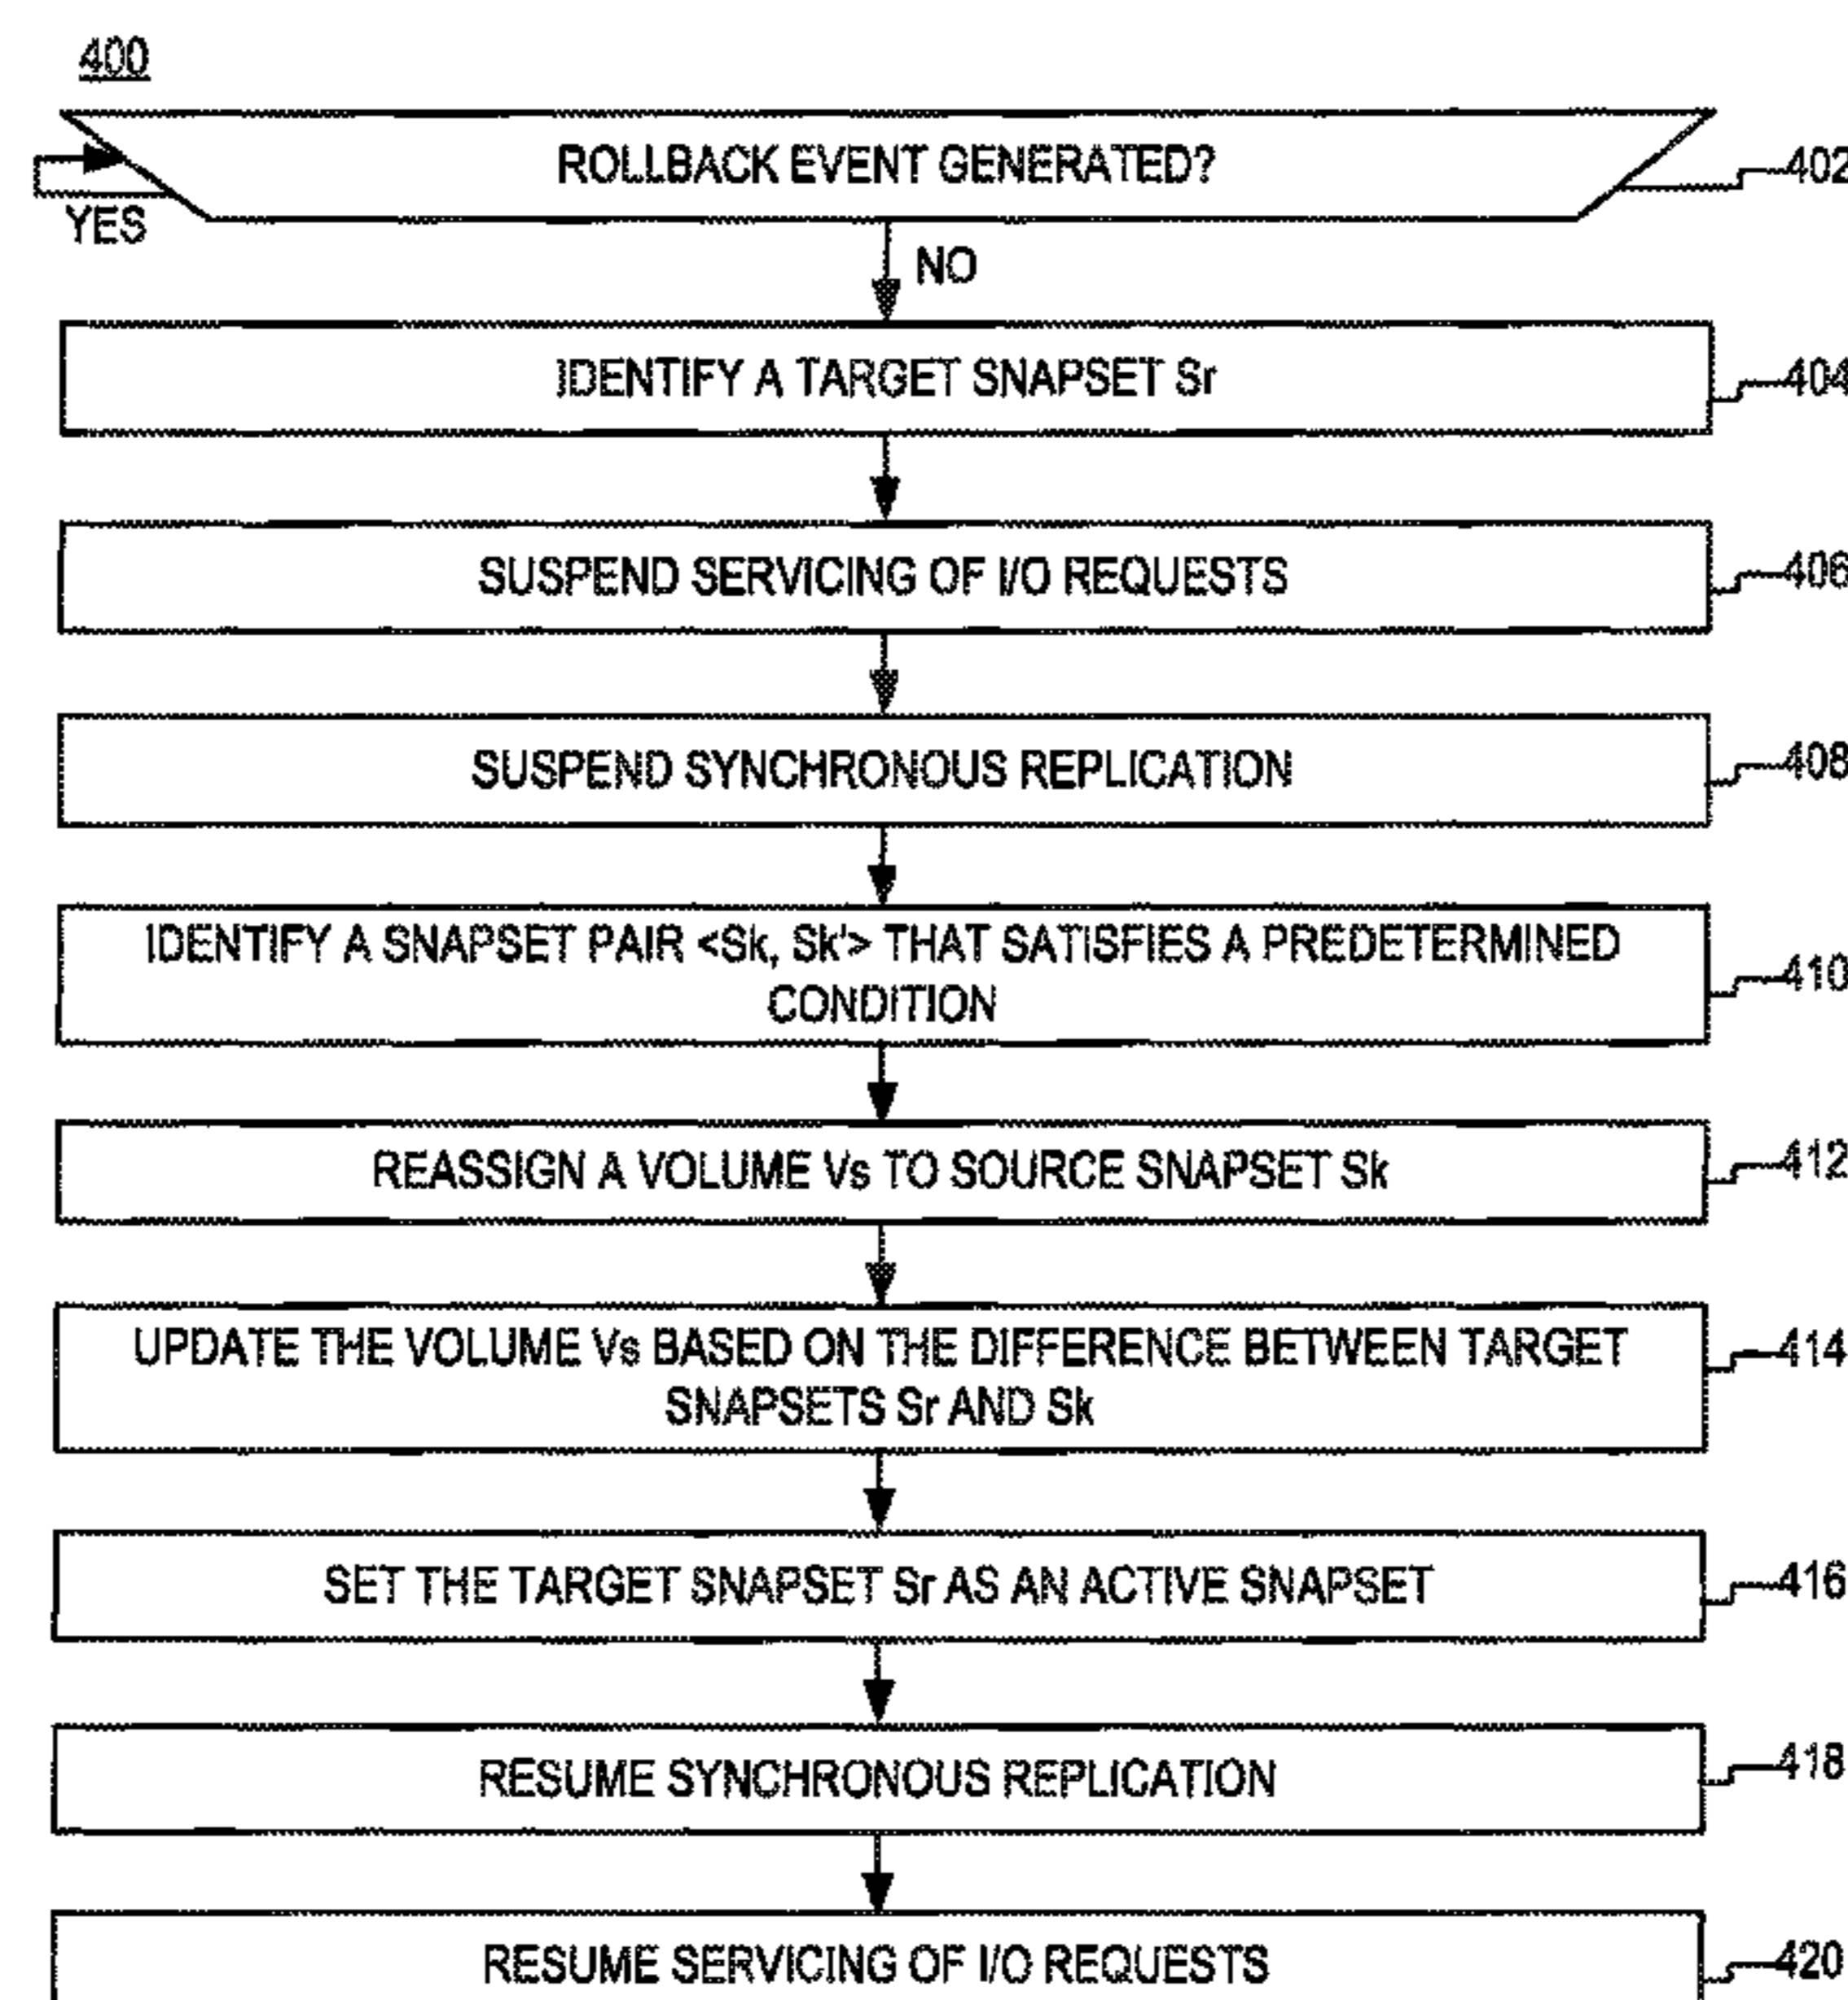 400
ROLLBACK EVENT GENERATED?
402
YES
NO
IDENTIFY A TARGET SNAPSET Sr
404
SUSPEND SERVICING OF I/O REQUESTS
406
SUSPEND SYNCHRONOUS REPLICATION
408
IDENTIFY A SNAPSET PAIR <Sk, Sk'> THAT SATISFIES A PREDETERMINED
CONDITION
410
REASSIGN A VOLUME Vs TO SOURCE SNAPSET Sk
412
UPDATE THE VOLUME Vs BASED ON THE DIFFERENCE BETWEEN TARGET
SNAPSETS Sr AND Sk
414
SET THE TARGET SNAPSET Sr AS AN ACTIVE SNAPSET
416
RESUME SYNCHRONOUS REPLICATION
418
RESUME SERVICING OF I/O REQUESTS
420